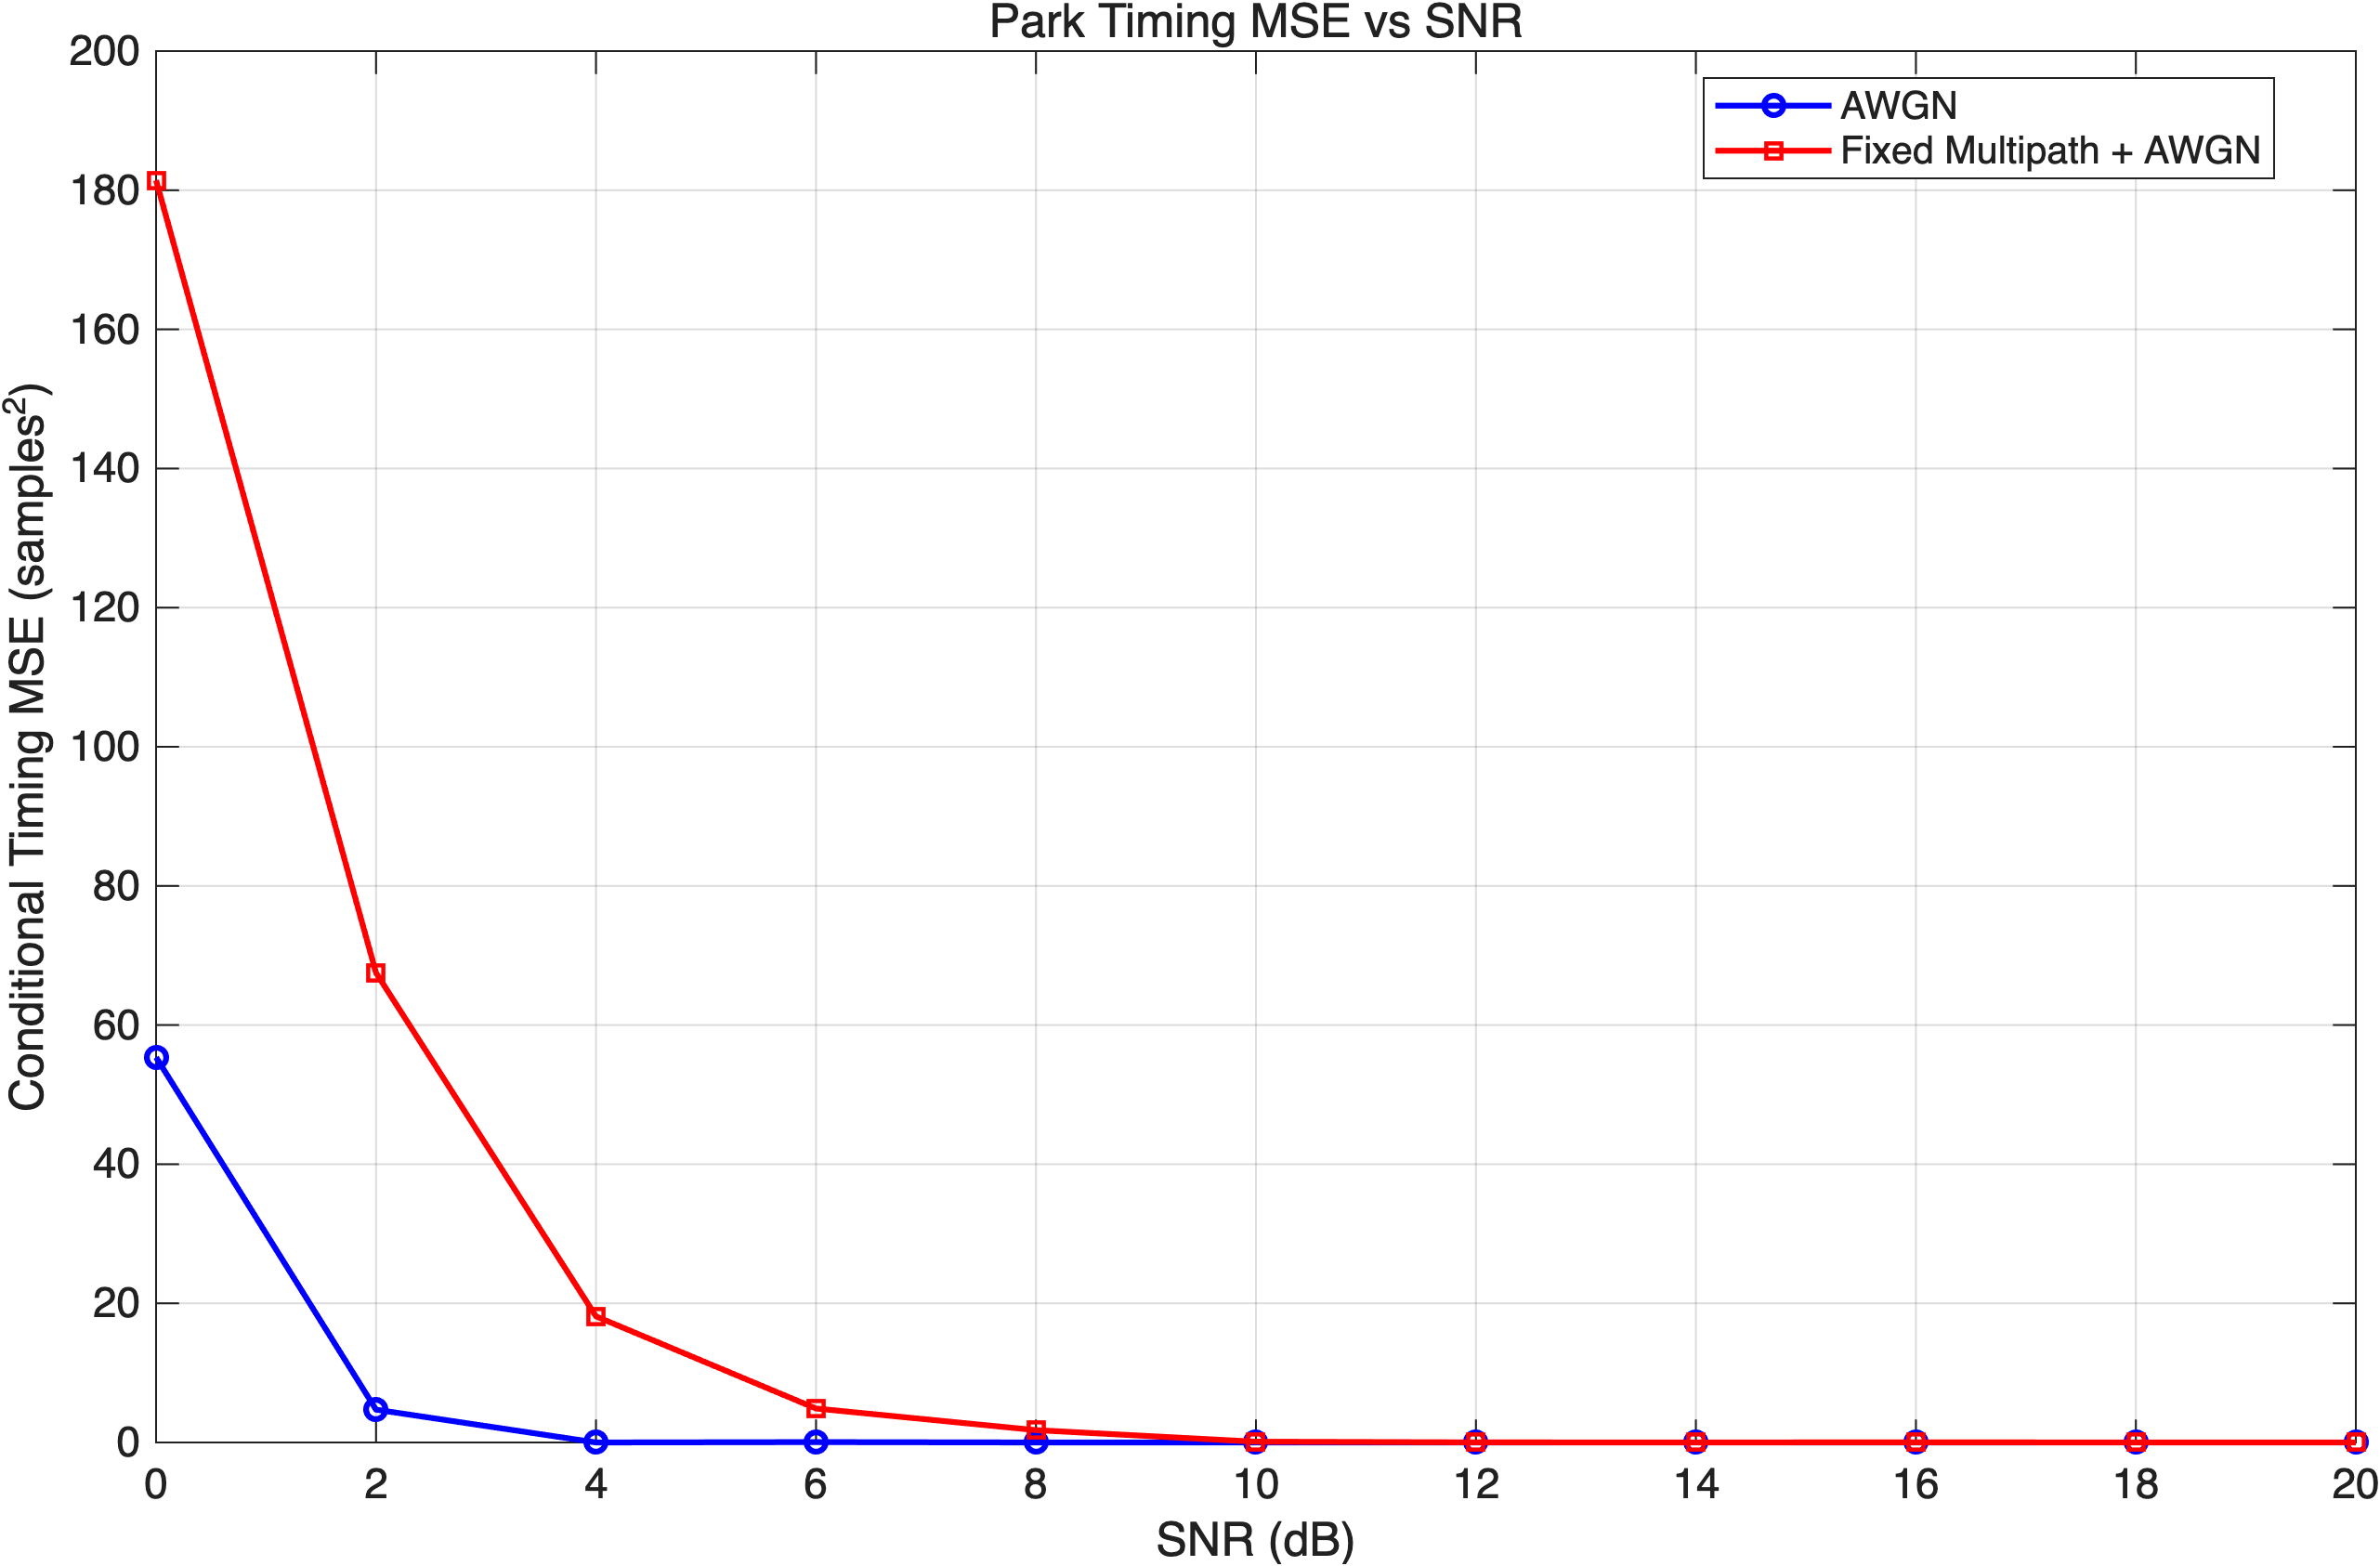 Park Timing MSE vs SNR
AWGN
Fixed Multipath + AWGN
Conditional Timing MSE (samples²)
200
180
160
140
120
100
80
60
40
20
0
0 2 4 6 8 10 12 14 16 18 20
SNR (dB)